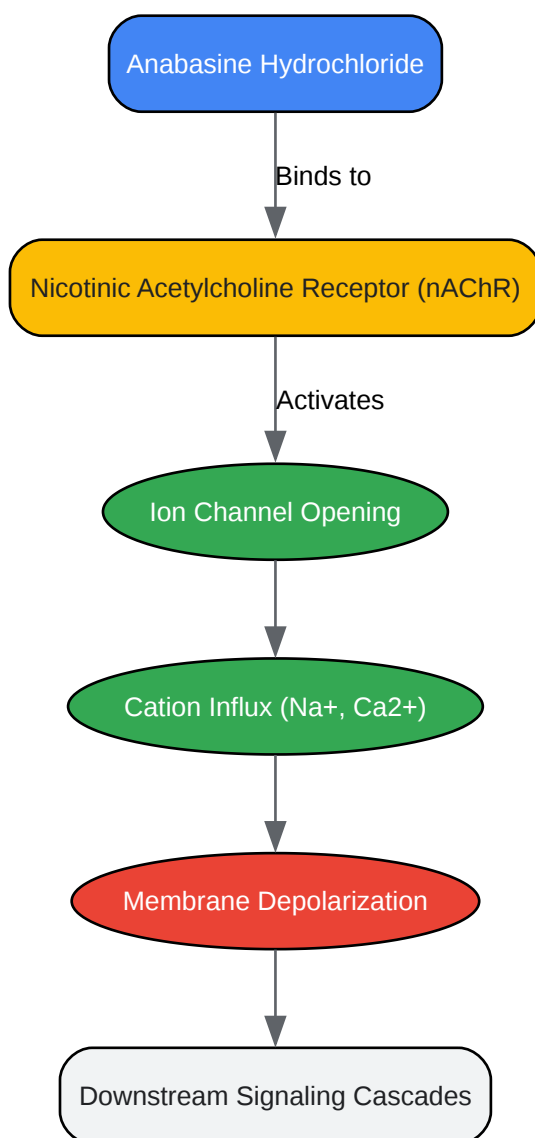 Anabasine Hydrochloride
Binds to
Nicotinic Acetylcholine Receptor (nAChR)
Activates
Ion Channel Opening
Cation Influx (Na+, Ca2+)
Membrane Depolarization
Downstream Signaling Cascades